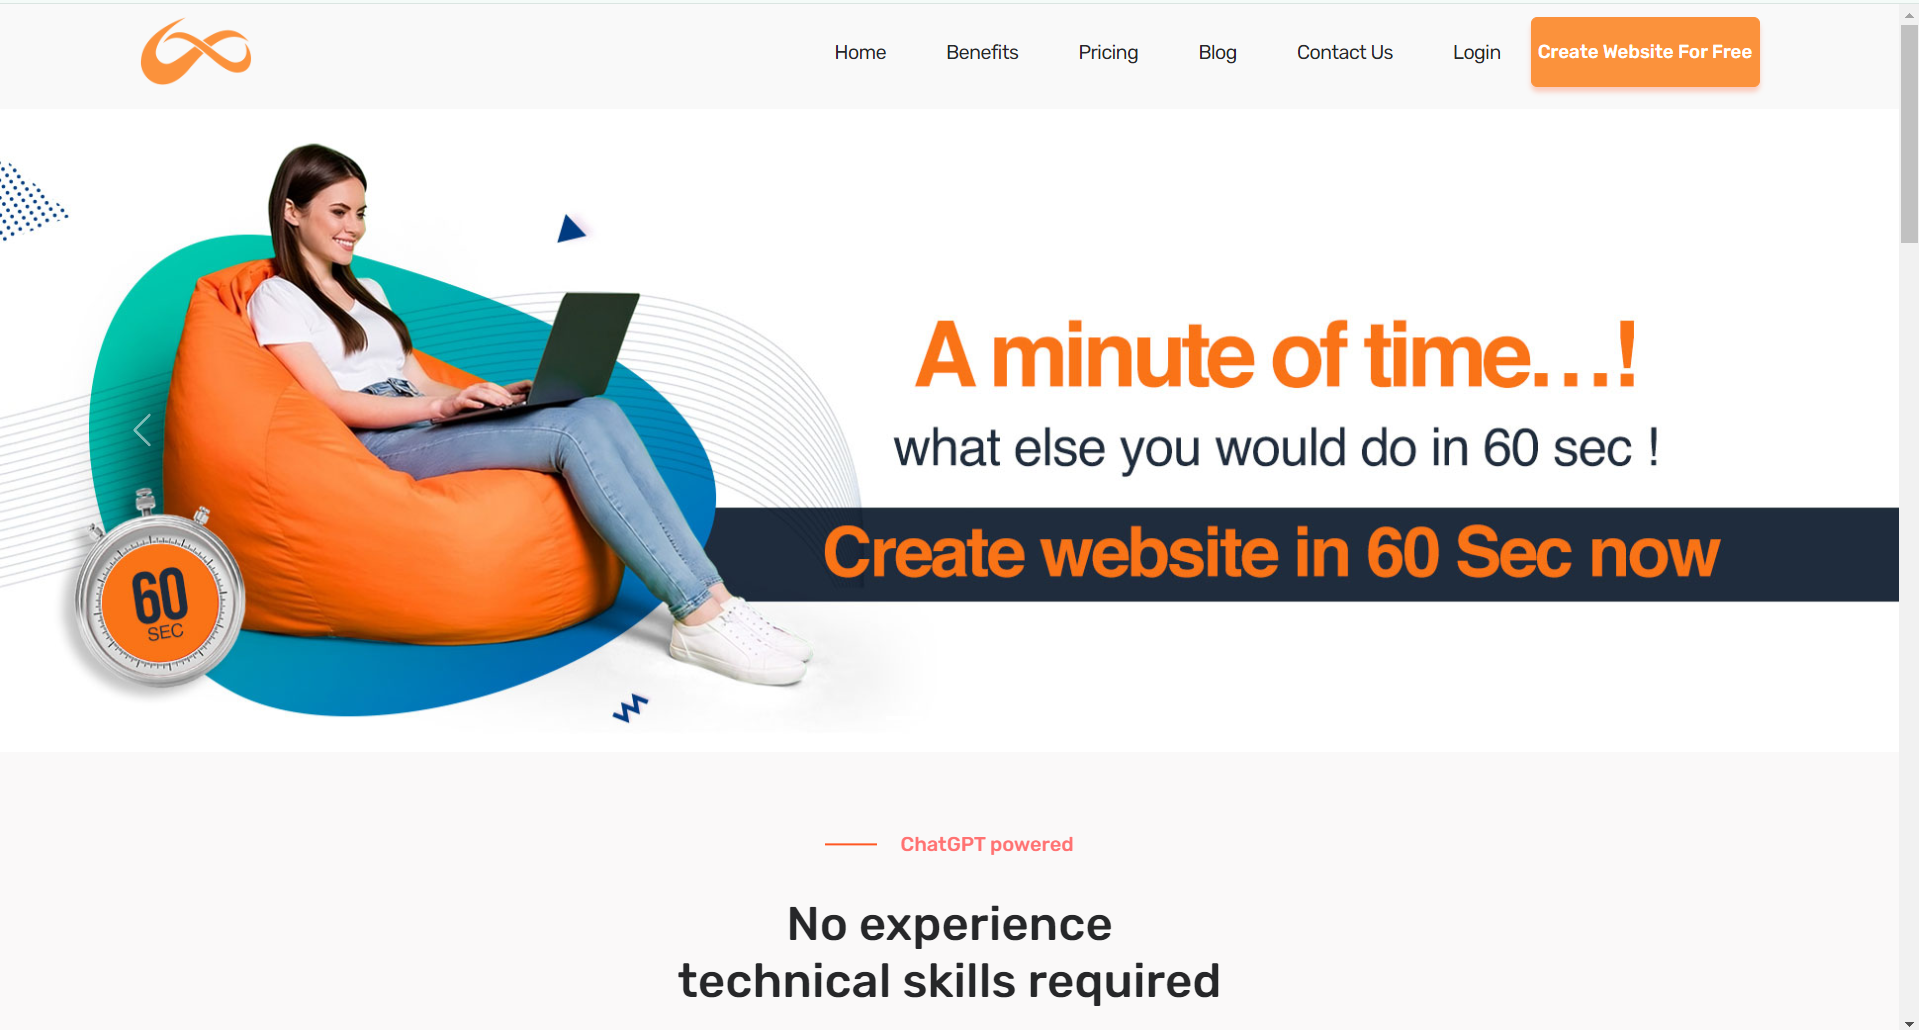 Home Benefits Pricing Blog Contact Us Login Create Website For Free
A minute of time...!
what else you would do in 60 sec !
Create website in 60 Sec now
60
SEC
ChatGPT powered
No experience
technical skills required